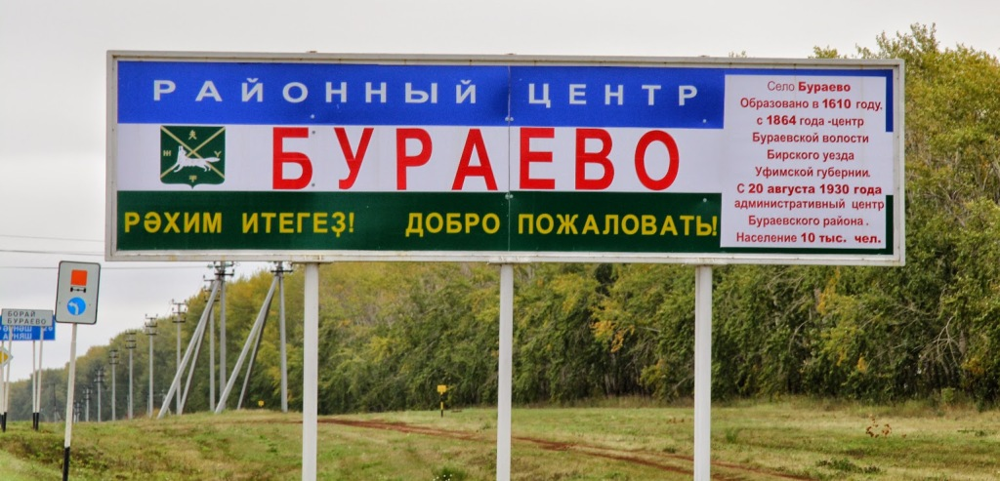 РАЙОННЫЙ ЦЕНТР
БУРАЕВО
РӘХИМ ИТЕГЕҘ! ДОБРО ПОЖАЛОВАТЬ!
Село Бураево
Образовано в 1610 году,
с 1864 года -центр
Бураевской волости
Бирского уезда
Уфимской губернии.
С 20 августа 1930 года
административный центр
Бураевского района .
Население 10 тыс. чел.
БОРАЙ
БУРАЕВО
АРНЯШ